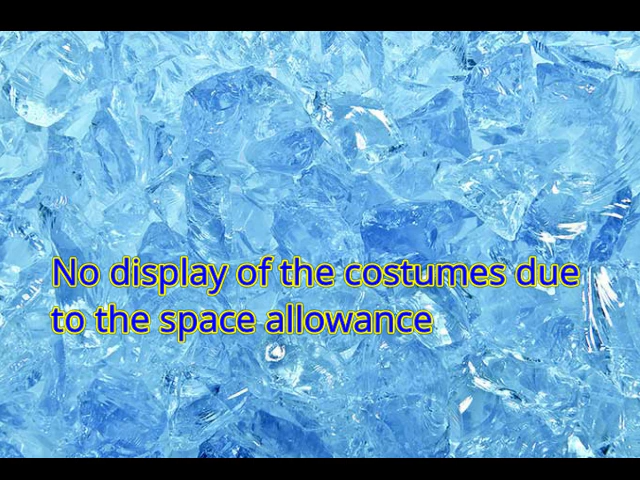 No display of the costumes due
to the space allowance